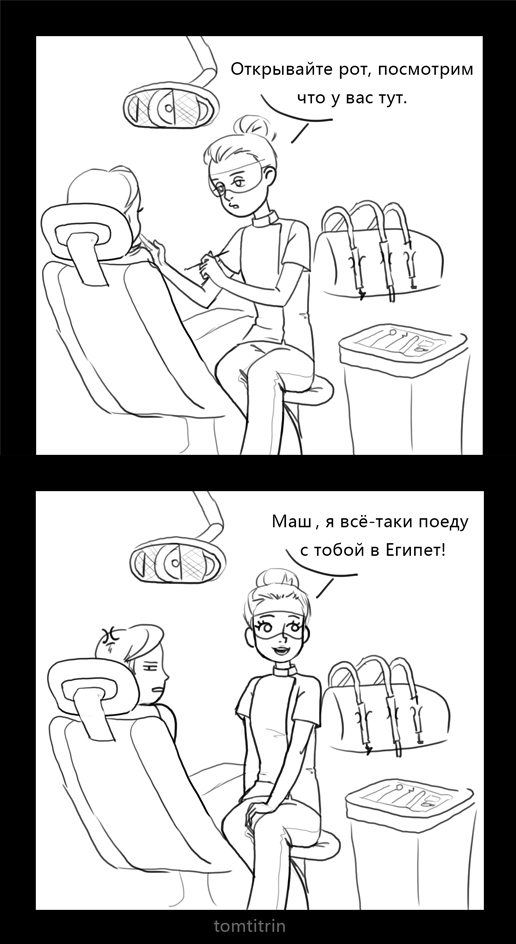 Открывайте рот, посмотрим
что у вас тут.
Маш, я всё-таки поеду
с тобой в Египет!
tomtitrin